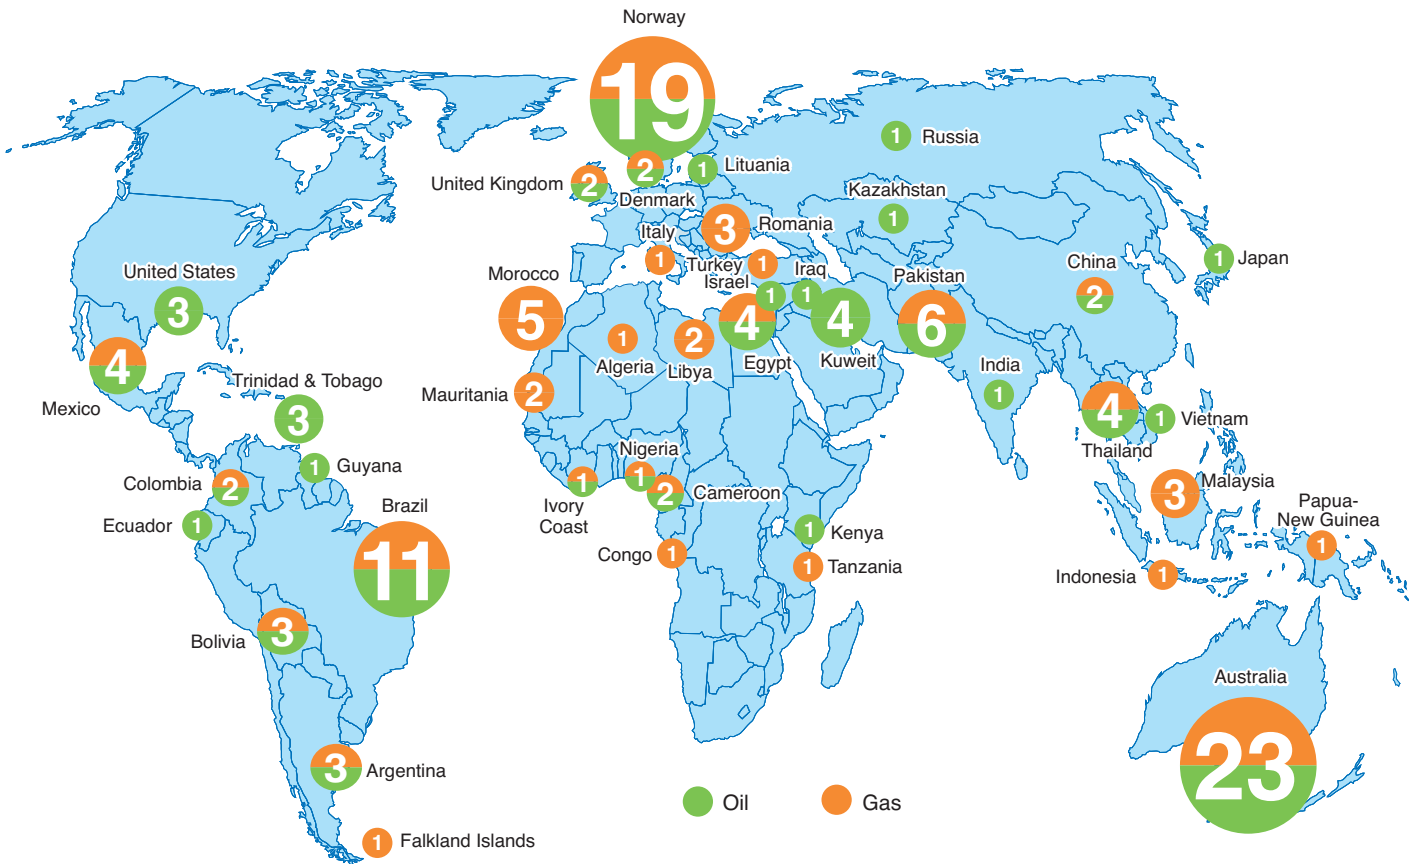 Norway
19
1
Russia
2
1
Lituania
United Kingdom
2
Denmark
Kazakhstan
1
3
Romania
Italy
1
Turkey
1
Israel
1
Iraq
1
Pakistan
6
China
2
1
Japan
United States
3
Morocco
5
4
Egypt
4
Kuweit
1
Algeria
2
Libya
4
Mexico
Trinidad & Tobago
3
Mauritania
2
India
1
4
Thailand
1
Vietnam
1
Guyana
Colombia
2
Ecuador
1
Brazil
11
Nigeria
1
1
Ivory
Coast
2
Cameroon
1
Kenya
Congo
1
1
Tanzania
3
Malaysia
Papua-
New Guinea
1
Indonesia
1
Bolivia
3
Australia
23
3
Argentina
Oil
Gas
1
Falkland Islands